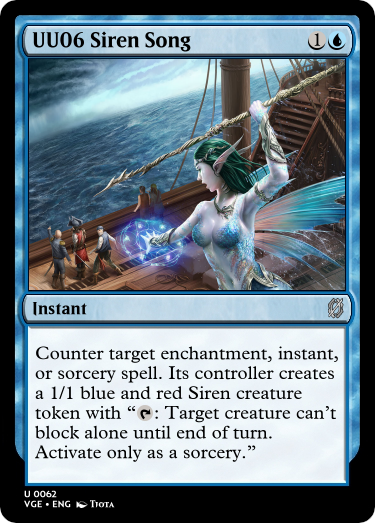 UU06 Siren Song 1
Instant
Counter target enchantment, instant,
or sorcery spell. Its controller creates
a 1/1 blue and red Siren creature
token with “: Target creature can’t
block alone until end of turn.
Activate only as a sorcery.”
U 0062
VGE • ENG Tiota